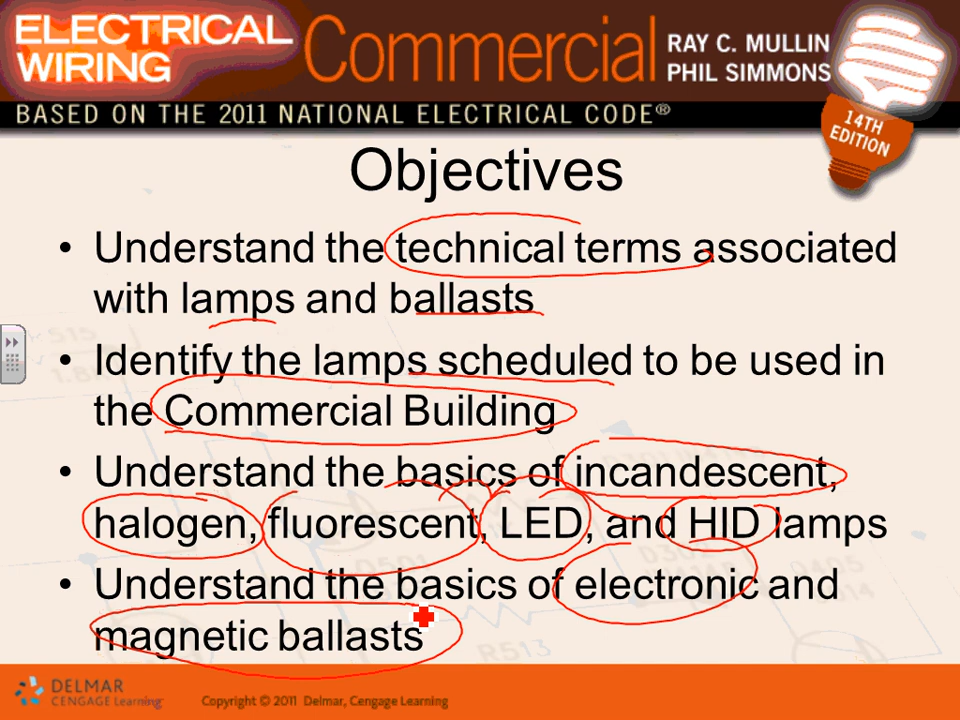 ELECTRICAL
WIRING
Commercial
RAY C. MULLIN
PHIL SIMMONS
BASED ON THE 2011 NATIONAL ELECTRICAL CODE®
14TH
EDITION
Objectives
• Understand the technical terms associated
with lamps and ballasts
• Identify the lamps scheduled to be used in
the Commercial Building
• Understand the basics of incandescent,
halogen, fluorescent, LED, and HID lamps
• Understand the basics of electronic and
magnetic ballasts
R513
DELMAR
CENGAGE Learning
Copyright © 2011 Delmar, Cengage Learning